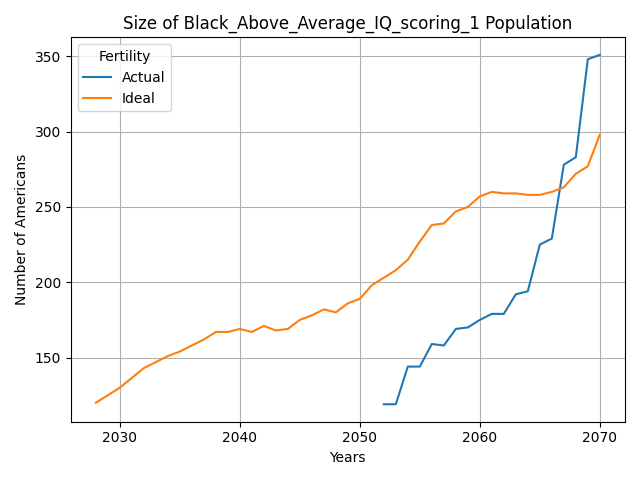 Size of Black_Above_Average_IQ_scoring_1 Population
Fertility
Actual
Ideal
Number of Americans
350
300
250
200
150
2030 2040 2050 2060 2070
Years